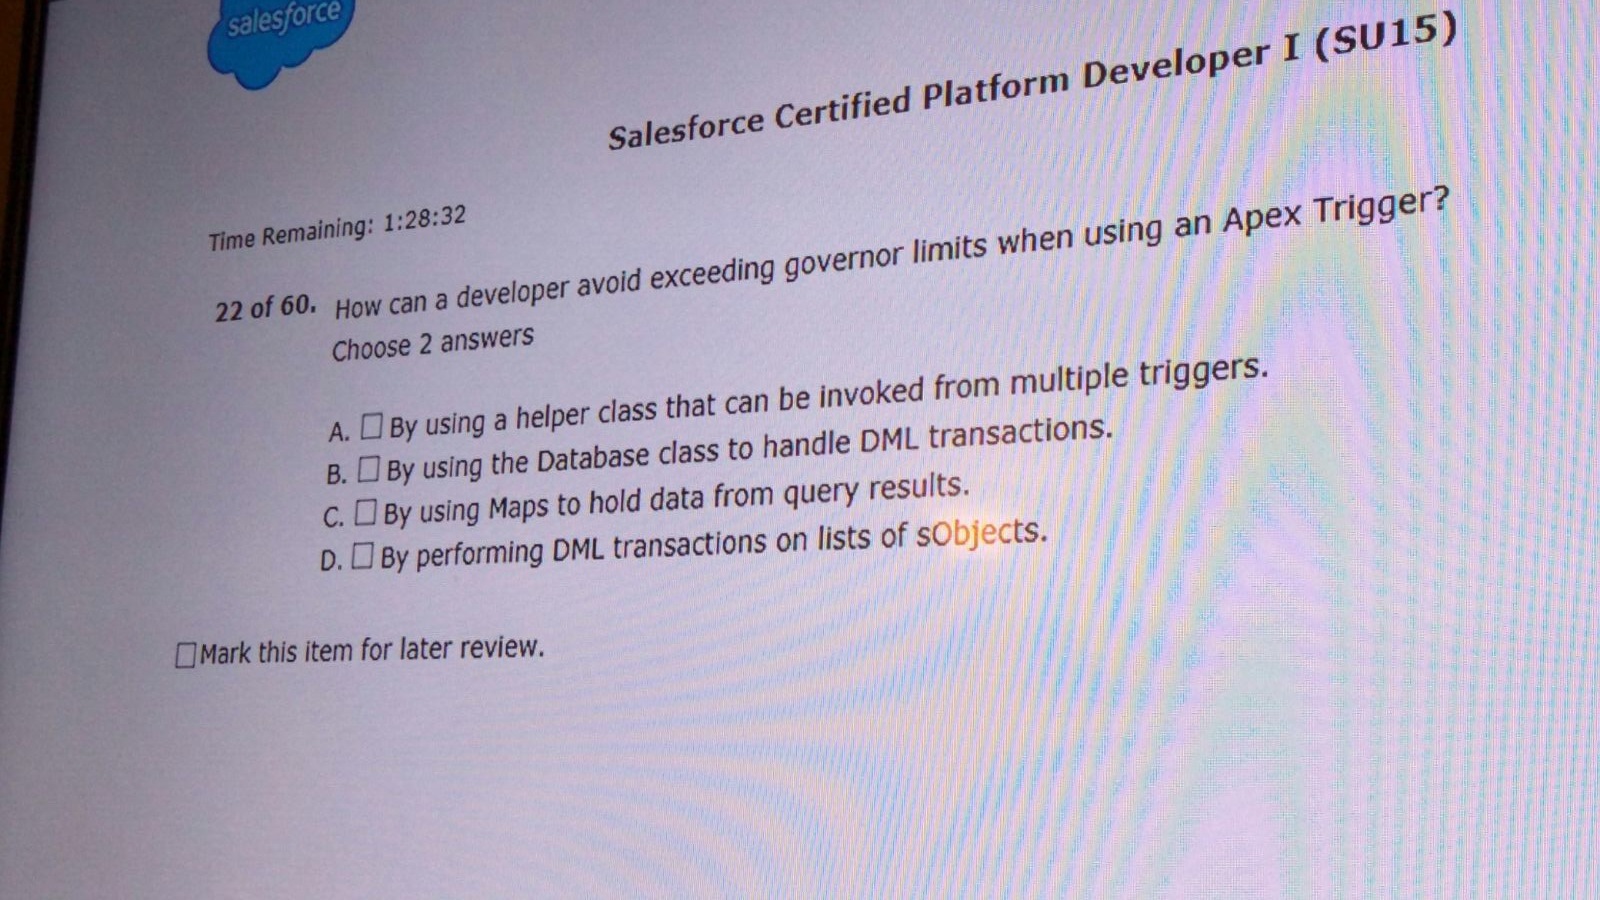 salesforce
Salesforce Certified Platform Developer I (SU15)
Time Remaining: 1:28:32
22 of 60. How can a developer avoid exceeding governor limits when using an Apex Trigger?
Choose 2 answers
A. By using a helper class that can be invoked from multiple triggers.
B. By using the Database class to handle DML transactions.
C. By using Maps to hold data from query results.
D. By performing DML transactions on lists of sObjects.
Mark this item for later review.